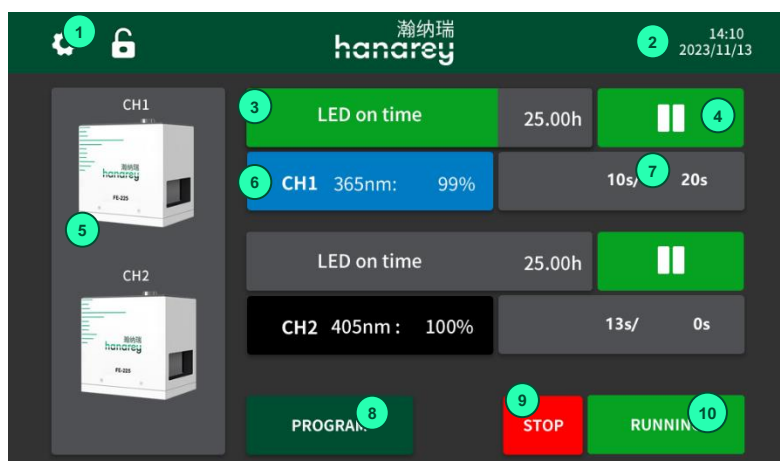 1
瀚纳瑞
hanarey
2
14:10
2023/11/13
CH1
瀚纳瑞
hanarey
FE-225
5
CH2
瀚纳瑞
hanarey
FE-225
3 LED on time 25.00h 4
6 CH1 365nm: 99% 10s/ 7 20s
LED on time 25.00h
CH2 405nm : 100% 13s/ 0s
PROGRAM 8
9
STOP
RUNNING 10